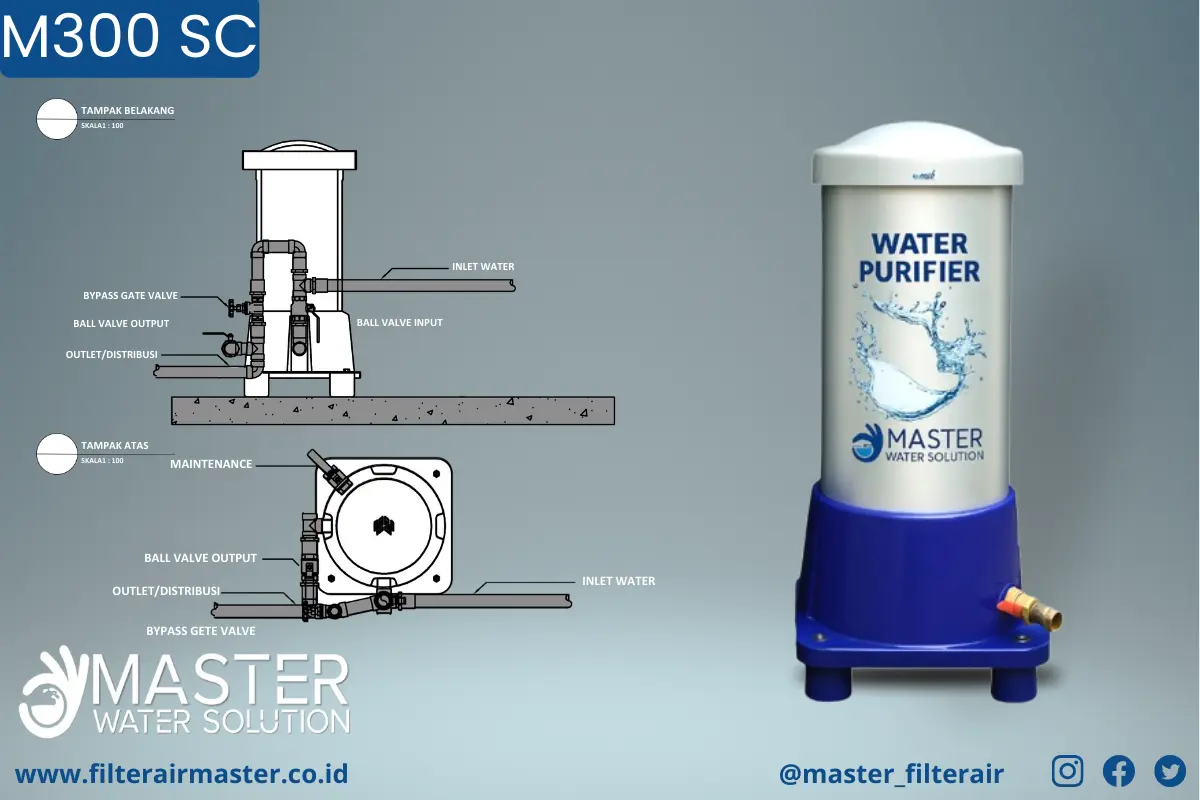 M300 SC
TAMPAK BELAKANG
SKALA1 : 100
INLET WATER
BYPASS GATE VALVE
BALL VALVE OUTPUT
BALL VALVE INPUT
OUTLET/DISTRIBUSI
TAMPAK ATAS
SKALA1 : 100
MAINTENANCE
BALL VALVE OUTPUT
OUTLET/DISTRIBUSI
INLET WATER
BYPASS GETE VALVE
MASTER
WATER SOLUTION
www.filterairmaster.co.id
WATER
PURIFIER
MASTER
WATER SOLUTION
@master_filterair